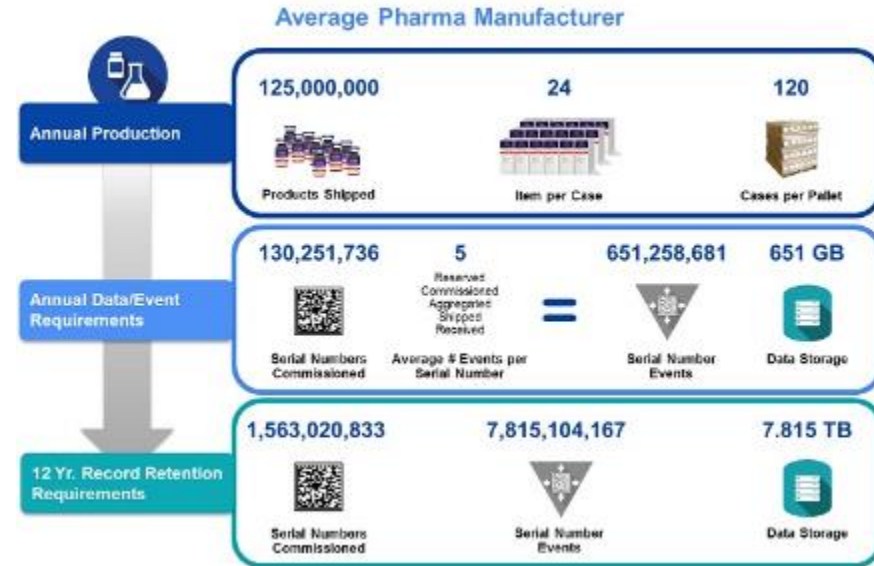 Average Pharma Manufacturer
Annual Production
125,000,000
24
120
Products Shipped
Item per Case
Cases per Pallet
Annual Data/Event
Requirements
130,251,736
5
651,258,681
651 GB
Reserved
Commissioned
Aggregated
Shipped
Received
=
Serial Numbers
Commissioned
Average # Events per
Serial Number
Serial Number
Events
Data Storage
12 Yr. Record Retention
Requirements
1,563,020,833
7,815,104,167
7.815 TB
Serial Numbers
Commissioned
Serial Number
Events
Data Storage